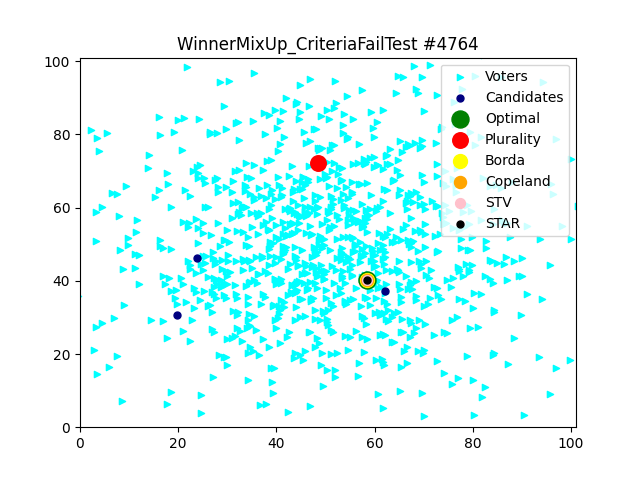 WinnerMixUp_CriteriaFailTest #4764
Voters
Candidates
Optimal
Plurality
Borda
Copeland
STV
STAR
100
80
60
40
20
0
0 20 40 60 80 100